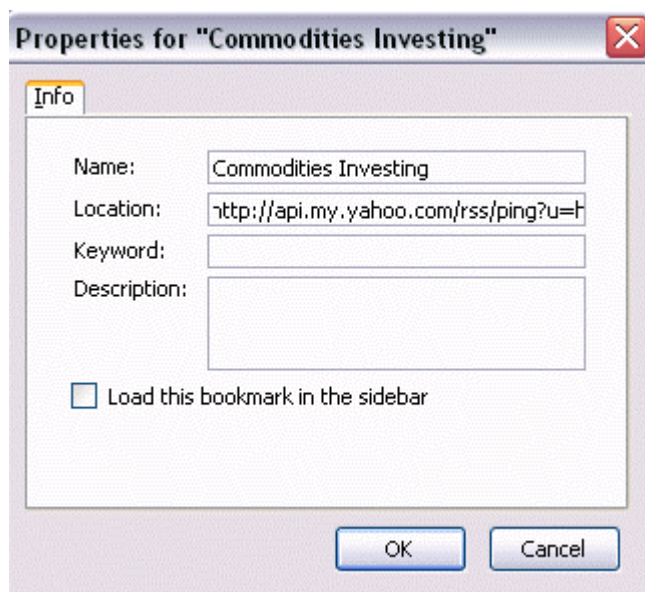 Properties for "Commodities Investing"
Info
Name: Commodities Investing
Location: http://api.my.yahoo.com/rss/ping?u=h
Keyword:
Description:
Load this bookmark in the sidebar
OK Cancel